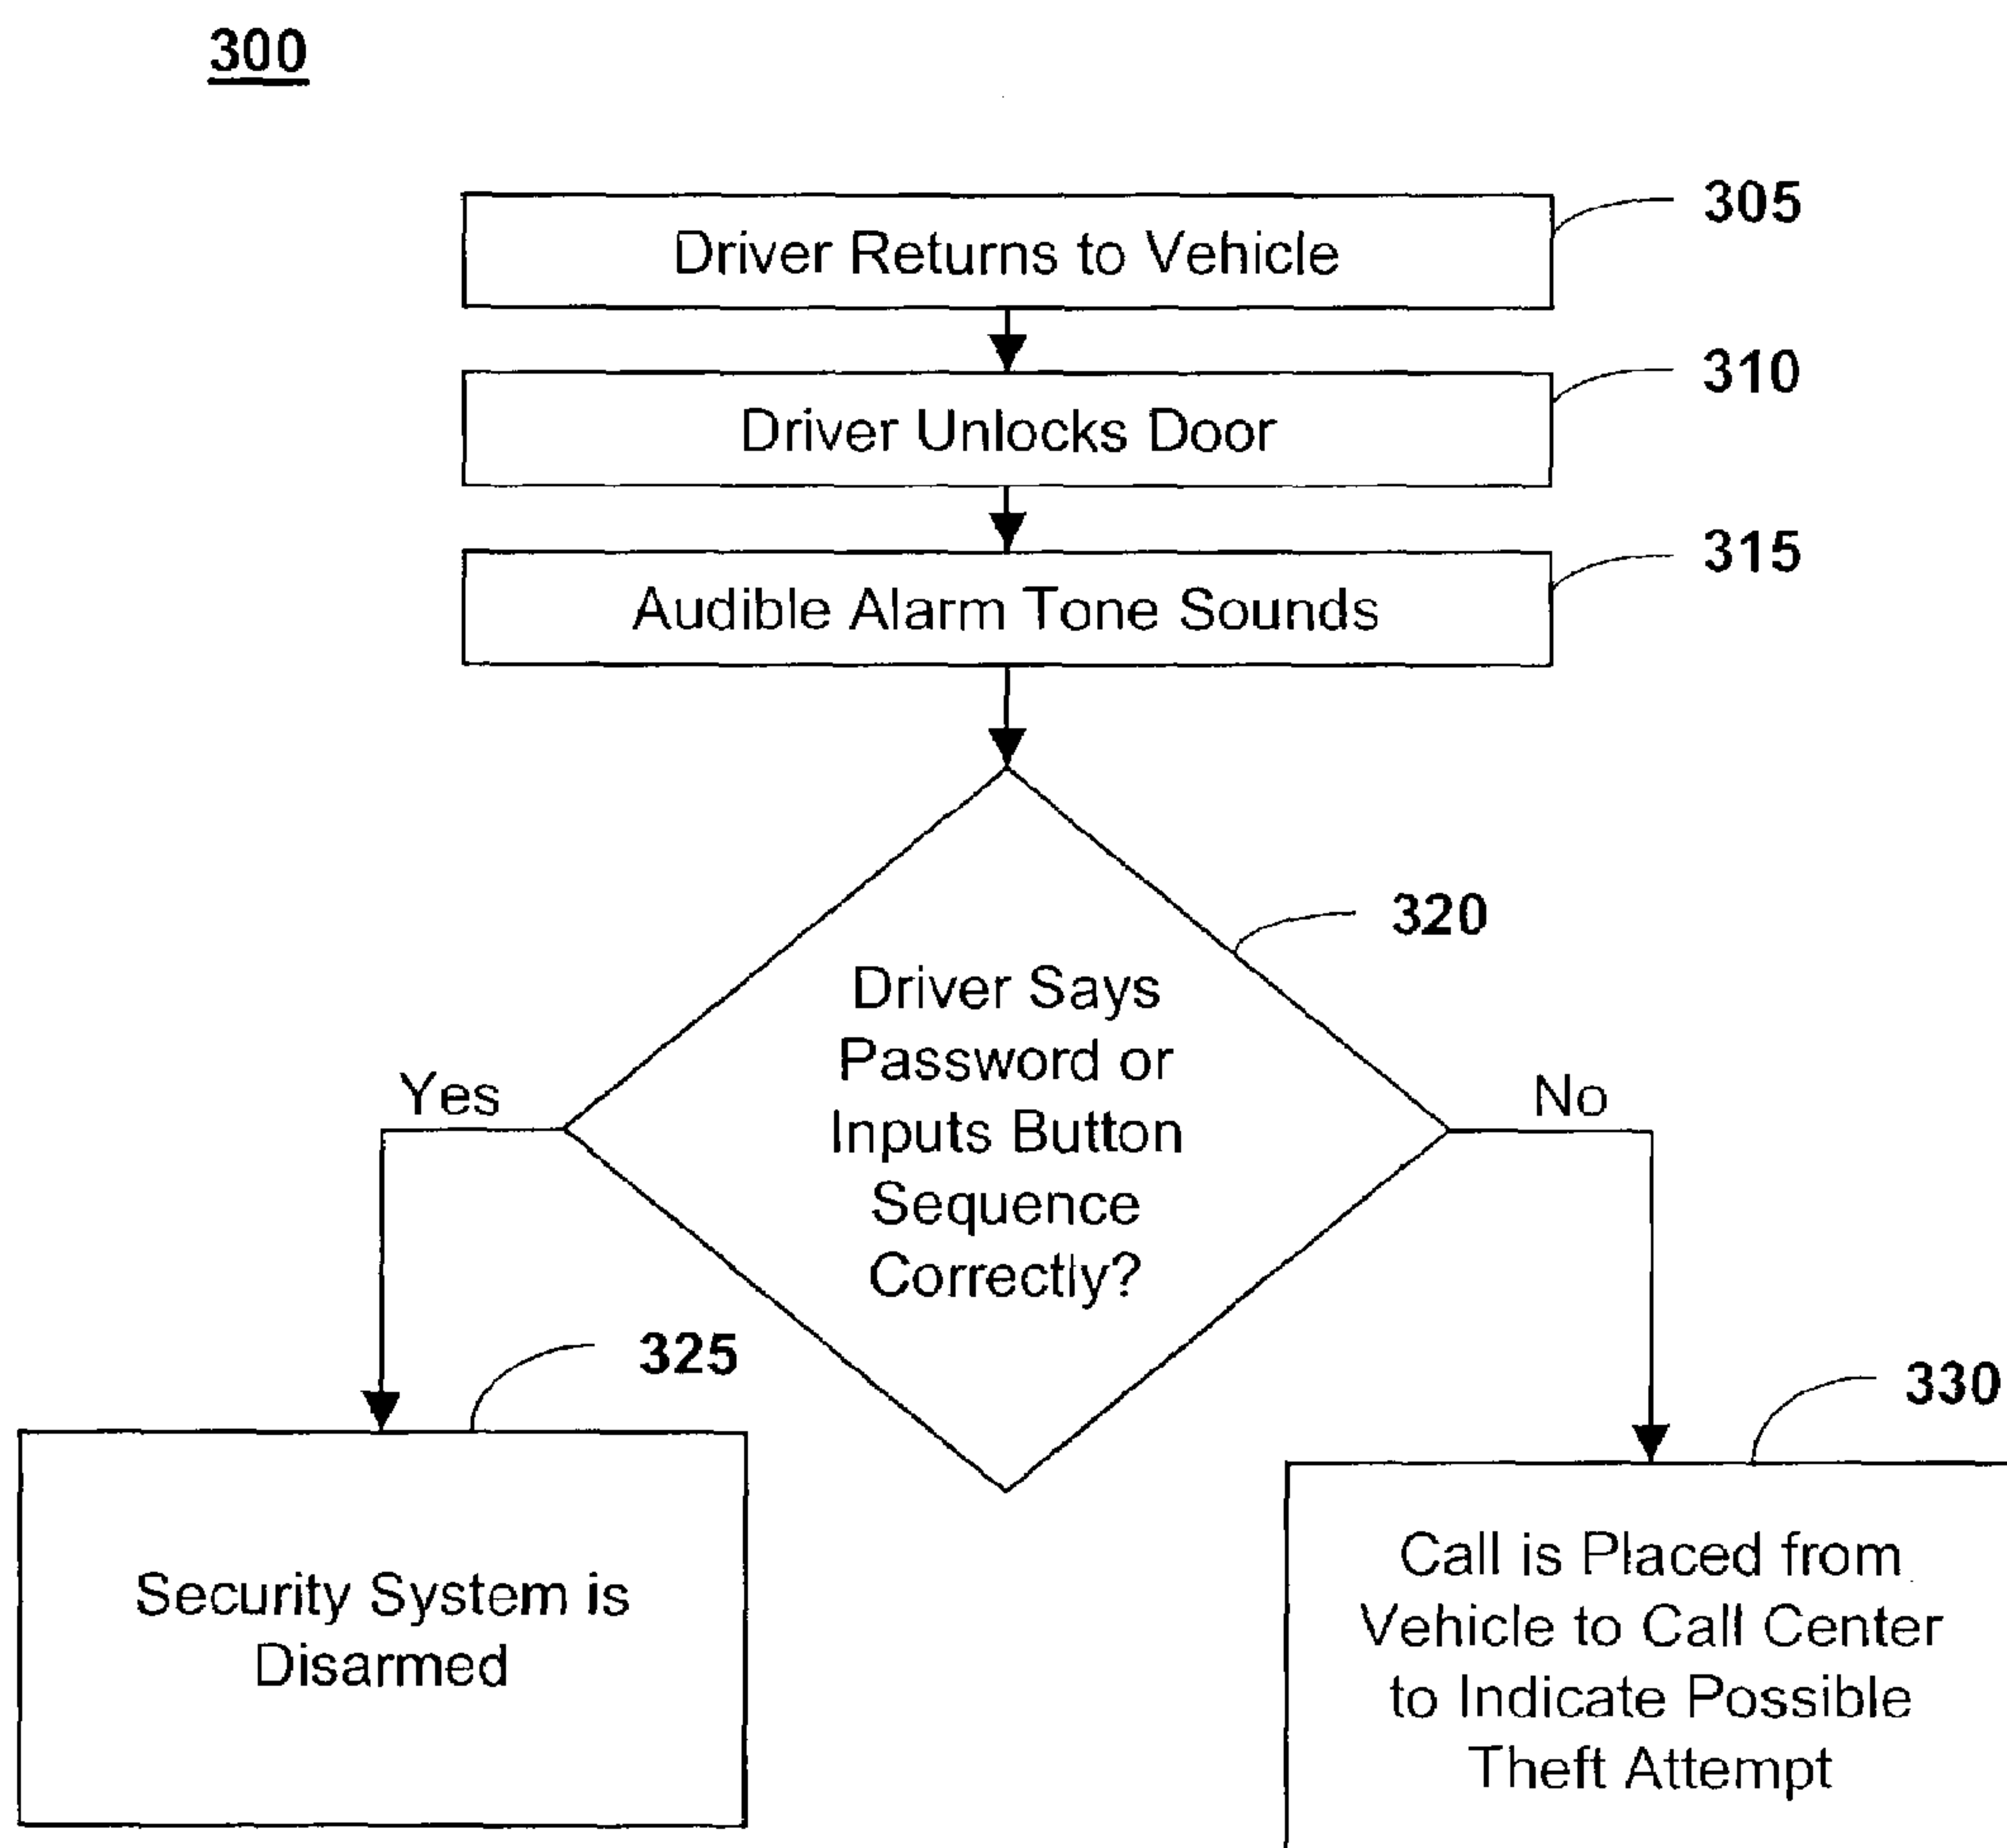 300
305
Driver Returns to Vehicle
310
Driver Unlocks Door
315
Audible Alarm Tone Sounds
320
Driver Says
Password or
Inputs Button
Sequence
Correctly?
Yes
No
325
330
Security System is
Disarmed
Call is Placed from
Vehicle to Call Center
to Indicate Possible
Theft Attempt